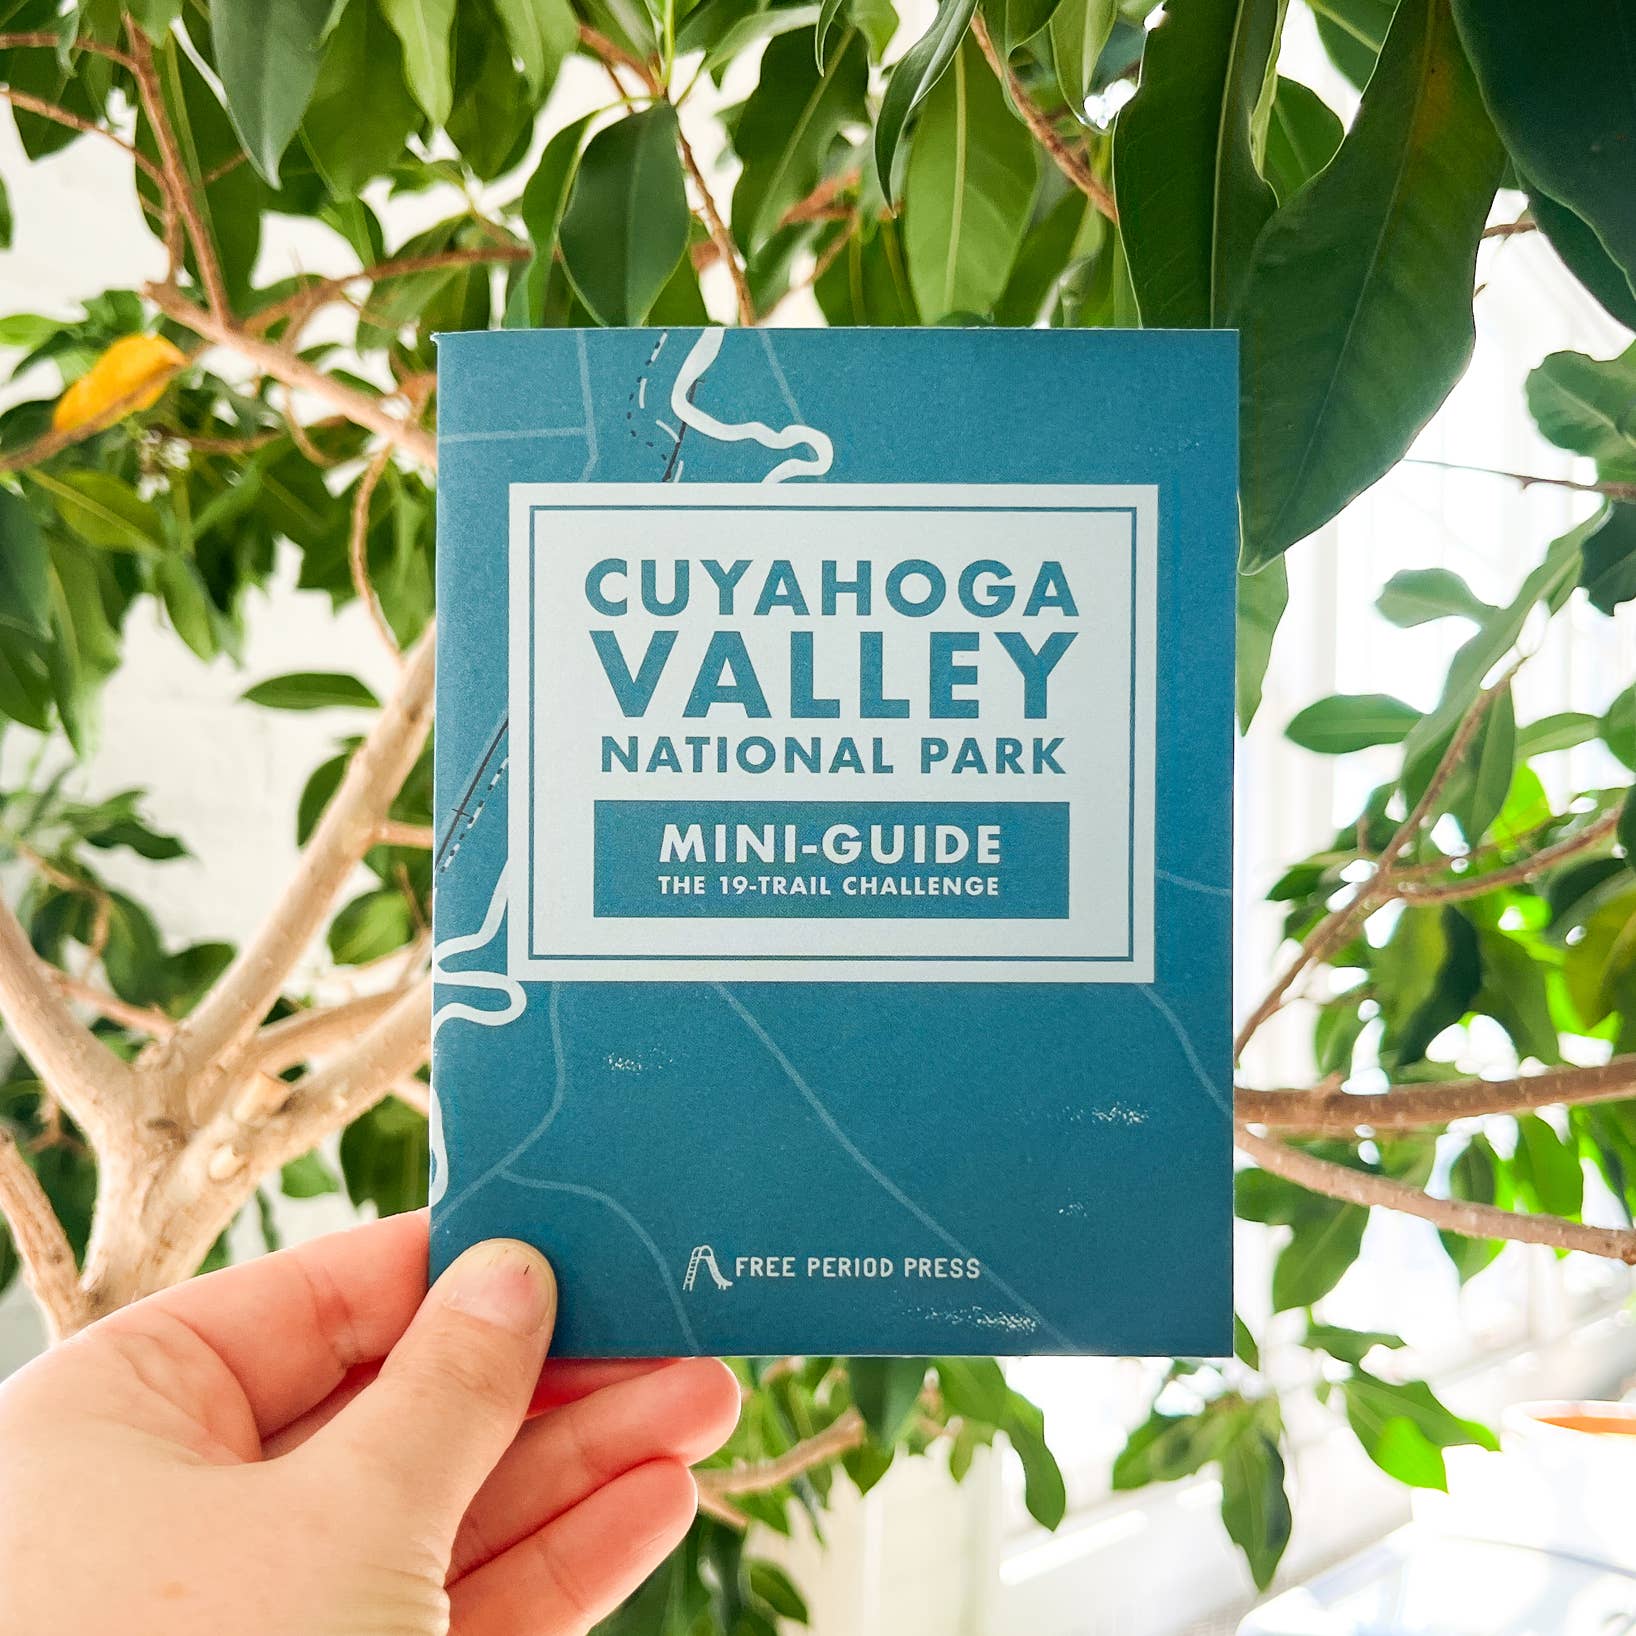 CUYAHOGA
VALLEY
NATIONAL PARK
MINI-GUIDE
THE 19-TRAIL CHALLENGE
FREE PERIOD PRESS